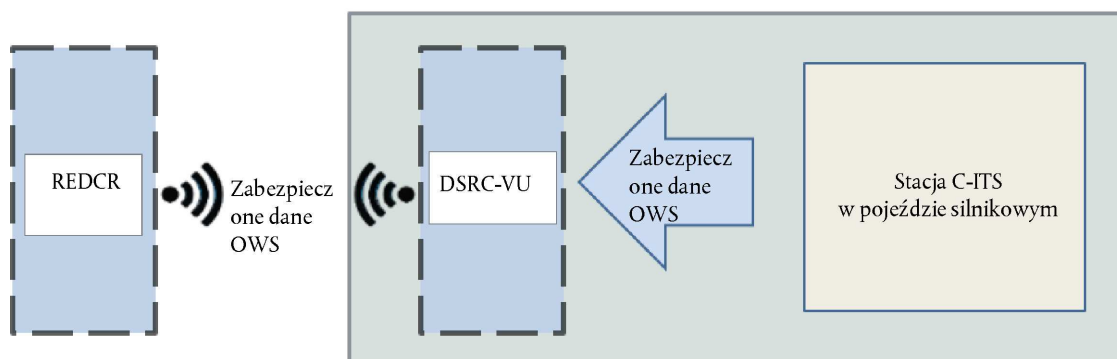 REDCR
Zabezpiecz
one dane
OWS
DSRC-VU
Zabezpiecz
one dane
OWS
Stacja C-ITS
w pojeździe silnikowym